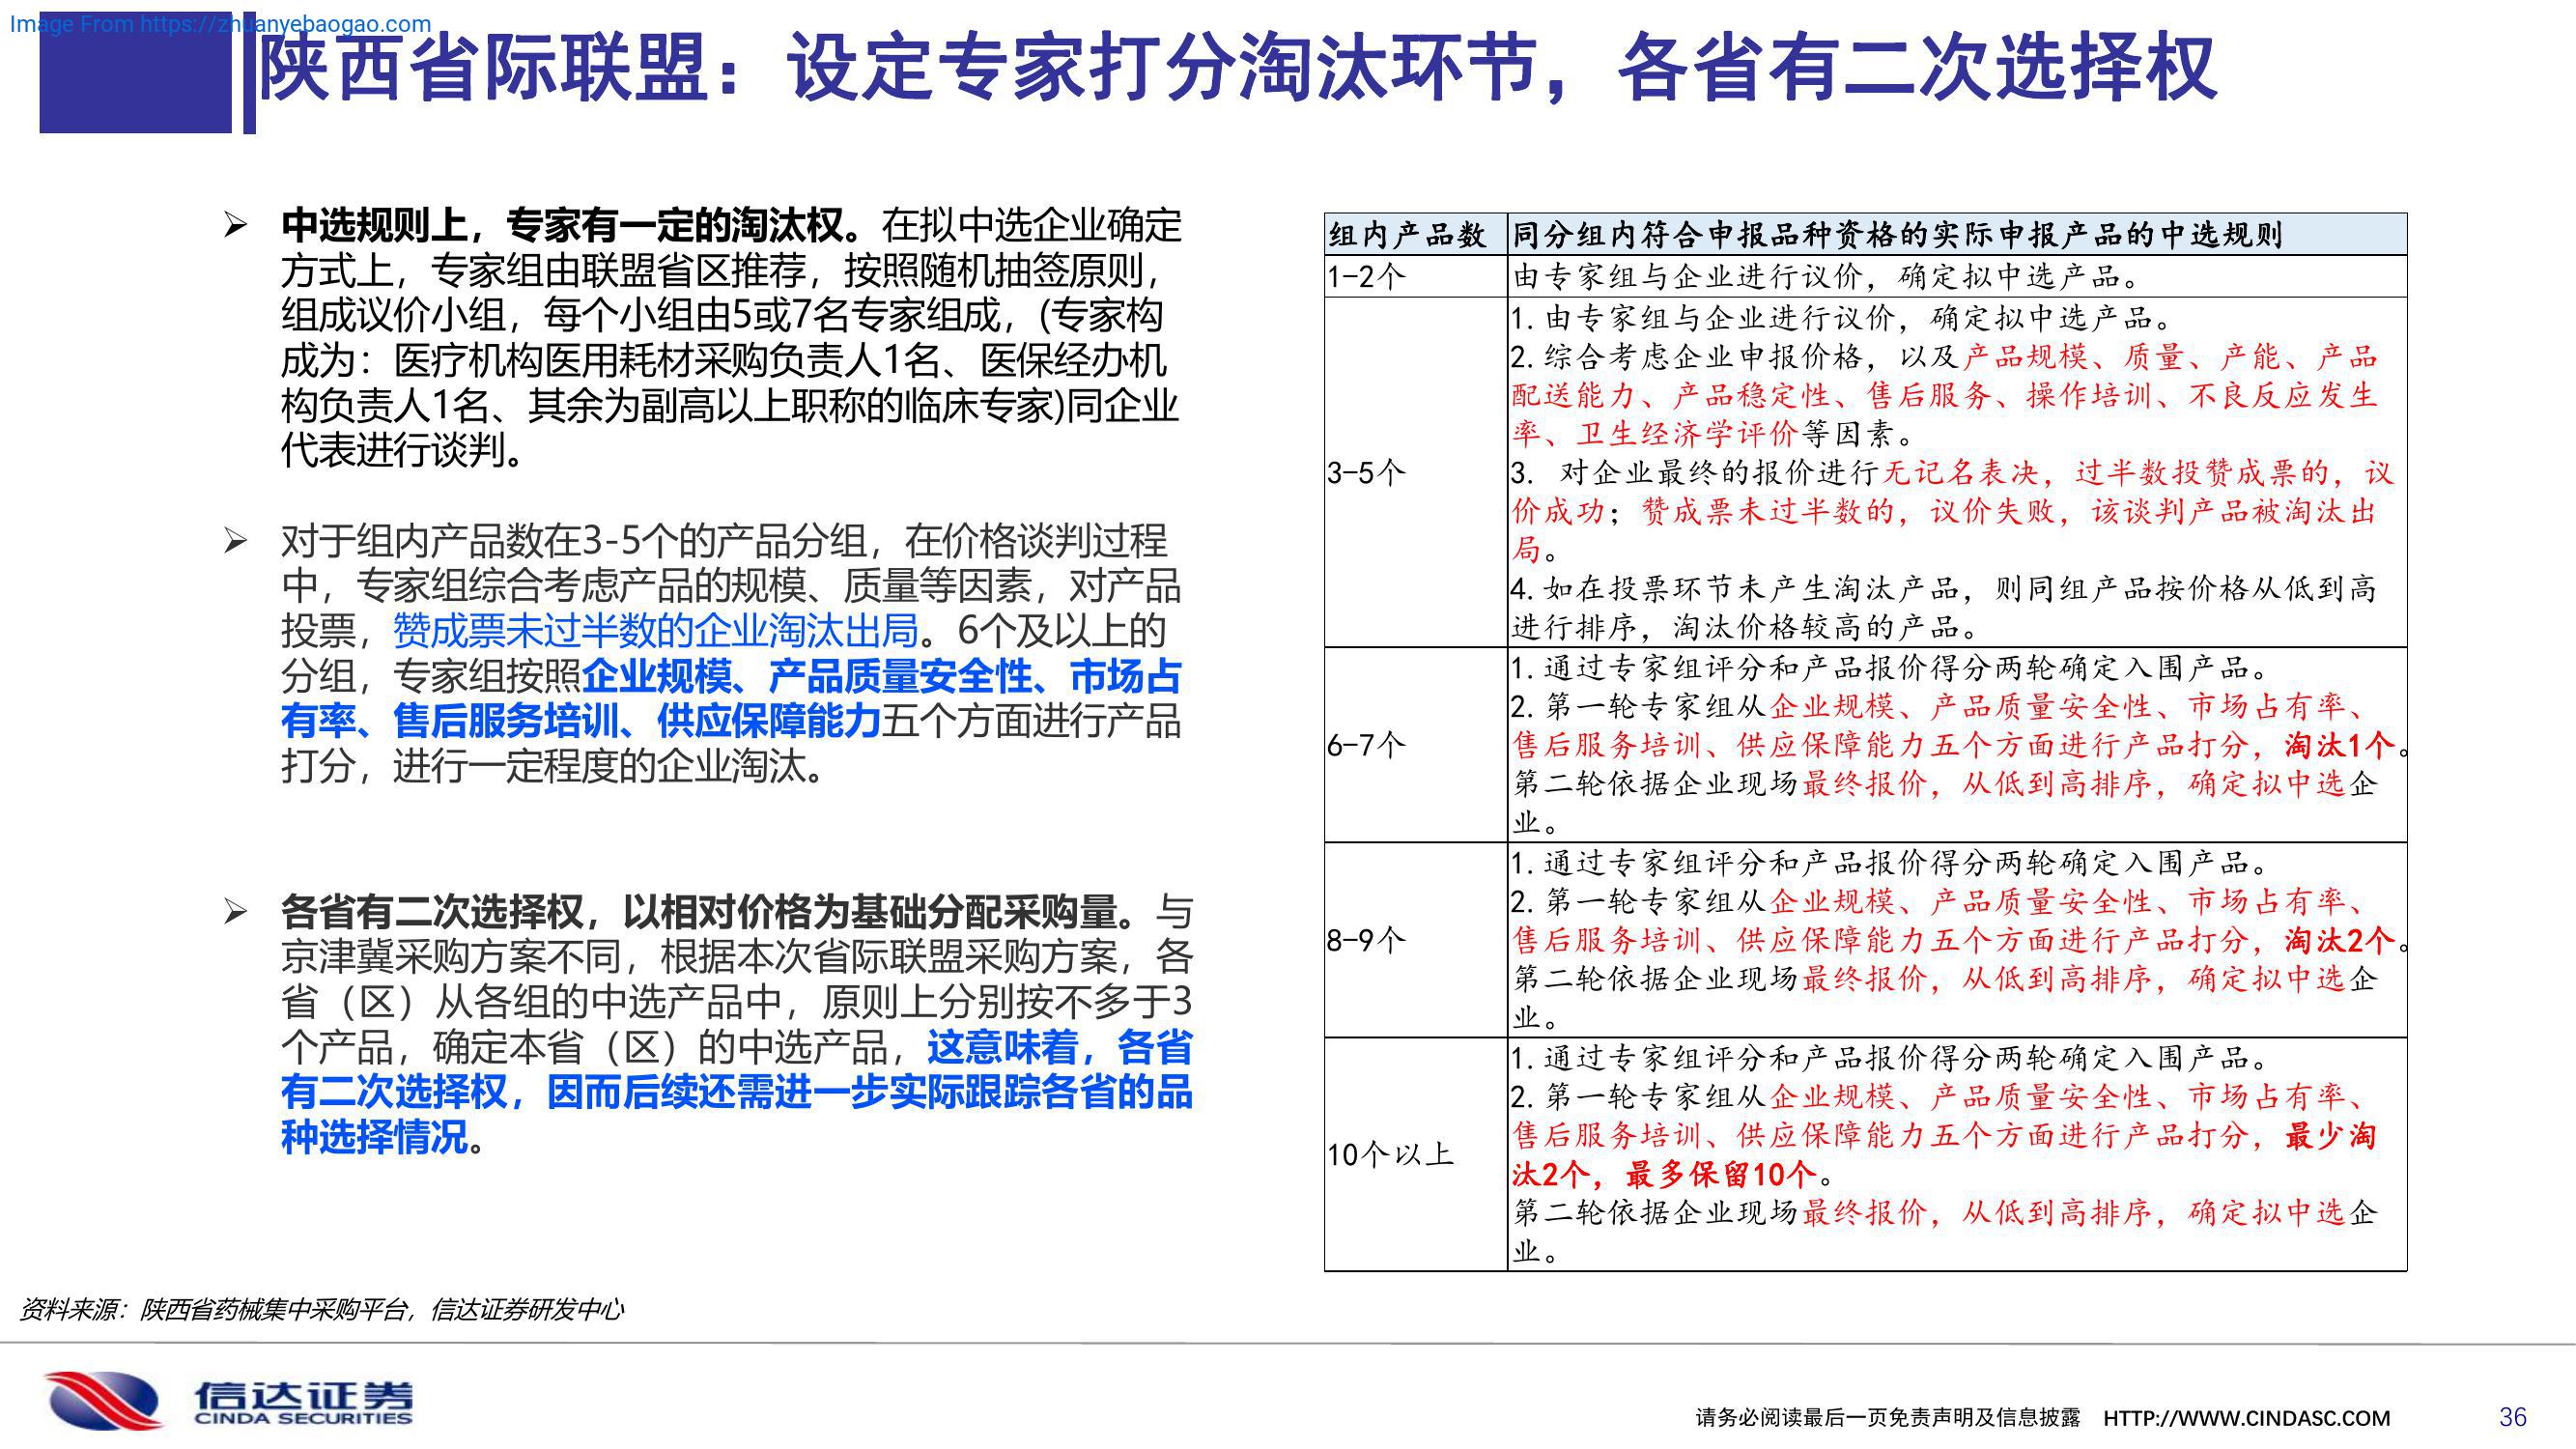 Image From https://zhuanyebaogao.com
陕西省际联盟：设定专家打分淘汰环节，各省有二次选择权
中选规则上，专家有一定的淘汰权。在拟中选企业确定
方式上，专家组由联盟省区推荐，按照随机抽签原则，
组成议价小组，每个小组由5或7名专家组成，(专家构
成为：医疗机构医用耗材采购负责人1名、医保经办机
构负责人1名、其余为副高以上职称的临床专家)同企业
代表进行谈判。
对于组内产品数在3-5个的产品分组，在价格谈判过程
中，专家组综合考虑产品的规模、质量等因素，对产品
投票，赞成票未过半数的企业淘汰出局。6个及以上的
分组，专家组按照企业规模、产品质量安全性、市场占
有率、售后服务培训、供应保障能力五个方面进行产品
打分，进行一定程度的企业淘汰。
各省有二次选择权，以相对价格为基础分配采购量。与
京津冀采购方案不同，根据本次省际联盟采购方案，各
省（区）从各组的中选产品中，原则上分别按不多于3
个产品，确定本省（区）的中选产品，这意味着，各省
有二次选择权，因而后续还需进一步实际跟踪各省的品
种选择情况。
组内产品数 同分组内符合申报品种资格的实际申报产品的中选规则
1-2个 由专家组与企业进行议价，确定拟中选产品。
3-5个
1.由专家组与企业进行议价，确定拟中选产品。
2.综合考虑企业申报价格，以及产品规模、质量、产能、产品
配送能力、产品稳定性、售后服务、操作培训、不良反应发生
率、卫生经济学评价等因素。
3. 对企业最终的报价进行无记名表决，过半数投赞成票的，议
价成功；赞成票未过半数的，议价失败，该谈判产品被淘汰出
局。
4.如在投票环节未产生淘汰产品，则同组产品按价格从低到高
进行排序，淘汰价格较高的产品。
6-7个
1.通过专家组评分和产品报价得分两轮确定入围产品。
2.第一轮专家组从企业规模、产品质量安全性、市场占有率、
售后服务培训、供应保障能力五个方面进行产品打分，淘汰1个。
第二轮依据企业现场最终报价，从低到高排序，确定拟中选企
业。
8-9个
1.通过专家组评分和产品报价得分两轮确定入围产品。
2.第一轮专家组从企业规模、产品质量安全性、市场占有率、
售后服务培训、供应保障能力五个方面进行产品打分，淘汰2个。
第二轮依据企业现场最终报价，从低到高排序，确定拟中选企
业。
10个以上
1.通过专家组评分和产品报价得分两轮确定入围产品。
2.第一轮专家组从企业规模、产品质量安全性、市场占有率、
售后服务培训、供应保障能力五个方面进行产品打分，最少淘
汰2个，最多保留10个。
第二轮依据企业现场最终报价，从低到高排序，确定拟中选企
业。
资料来源：陕西省药械集中采购平台，信达证券研发中心
信达证券
CINDA SECURITIES
请务必阅读最后一页免责声明及信息披露 HTTP://WWW.CINDASC.COM 36